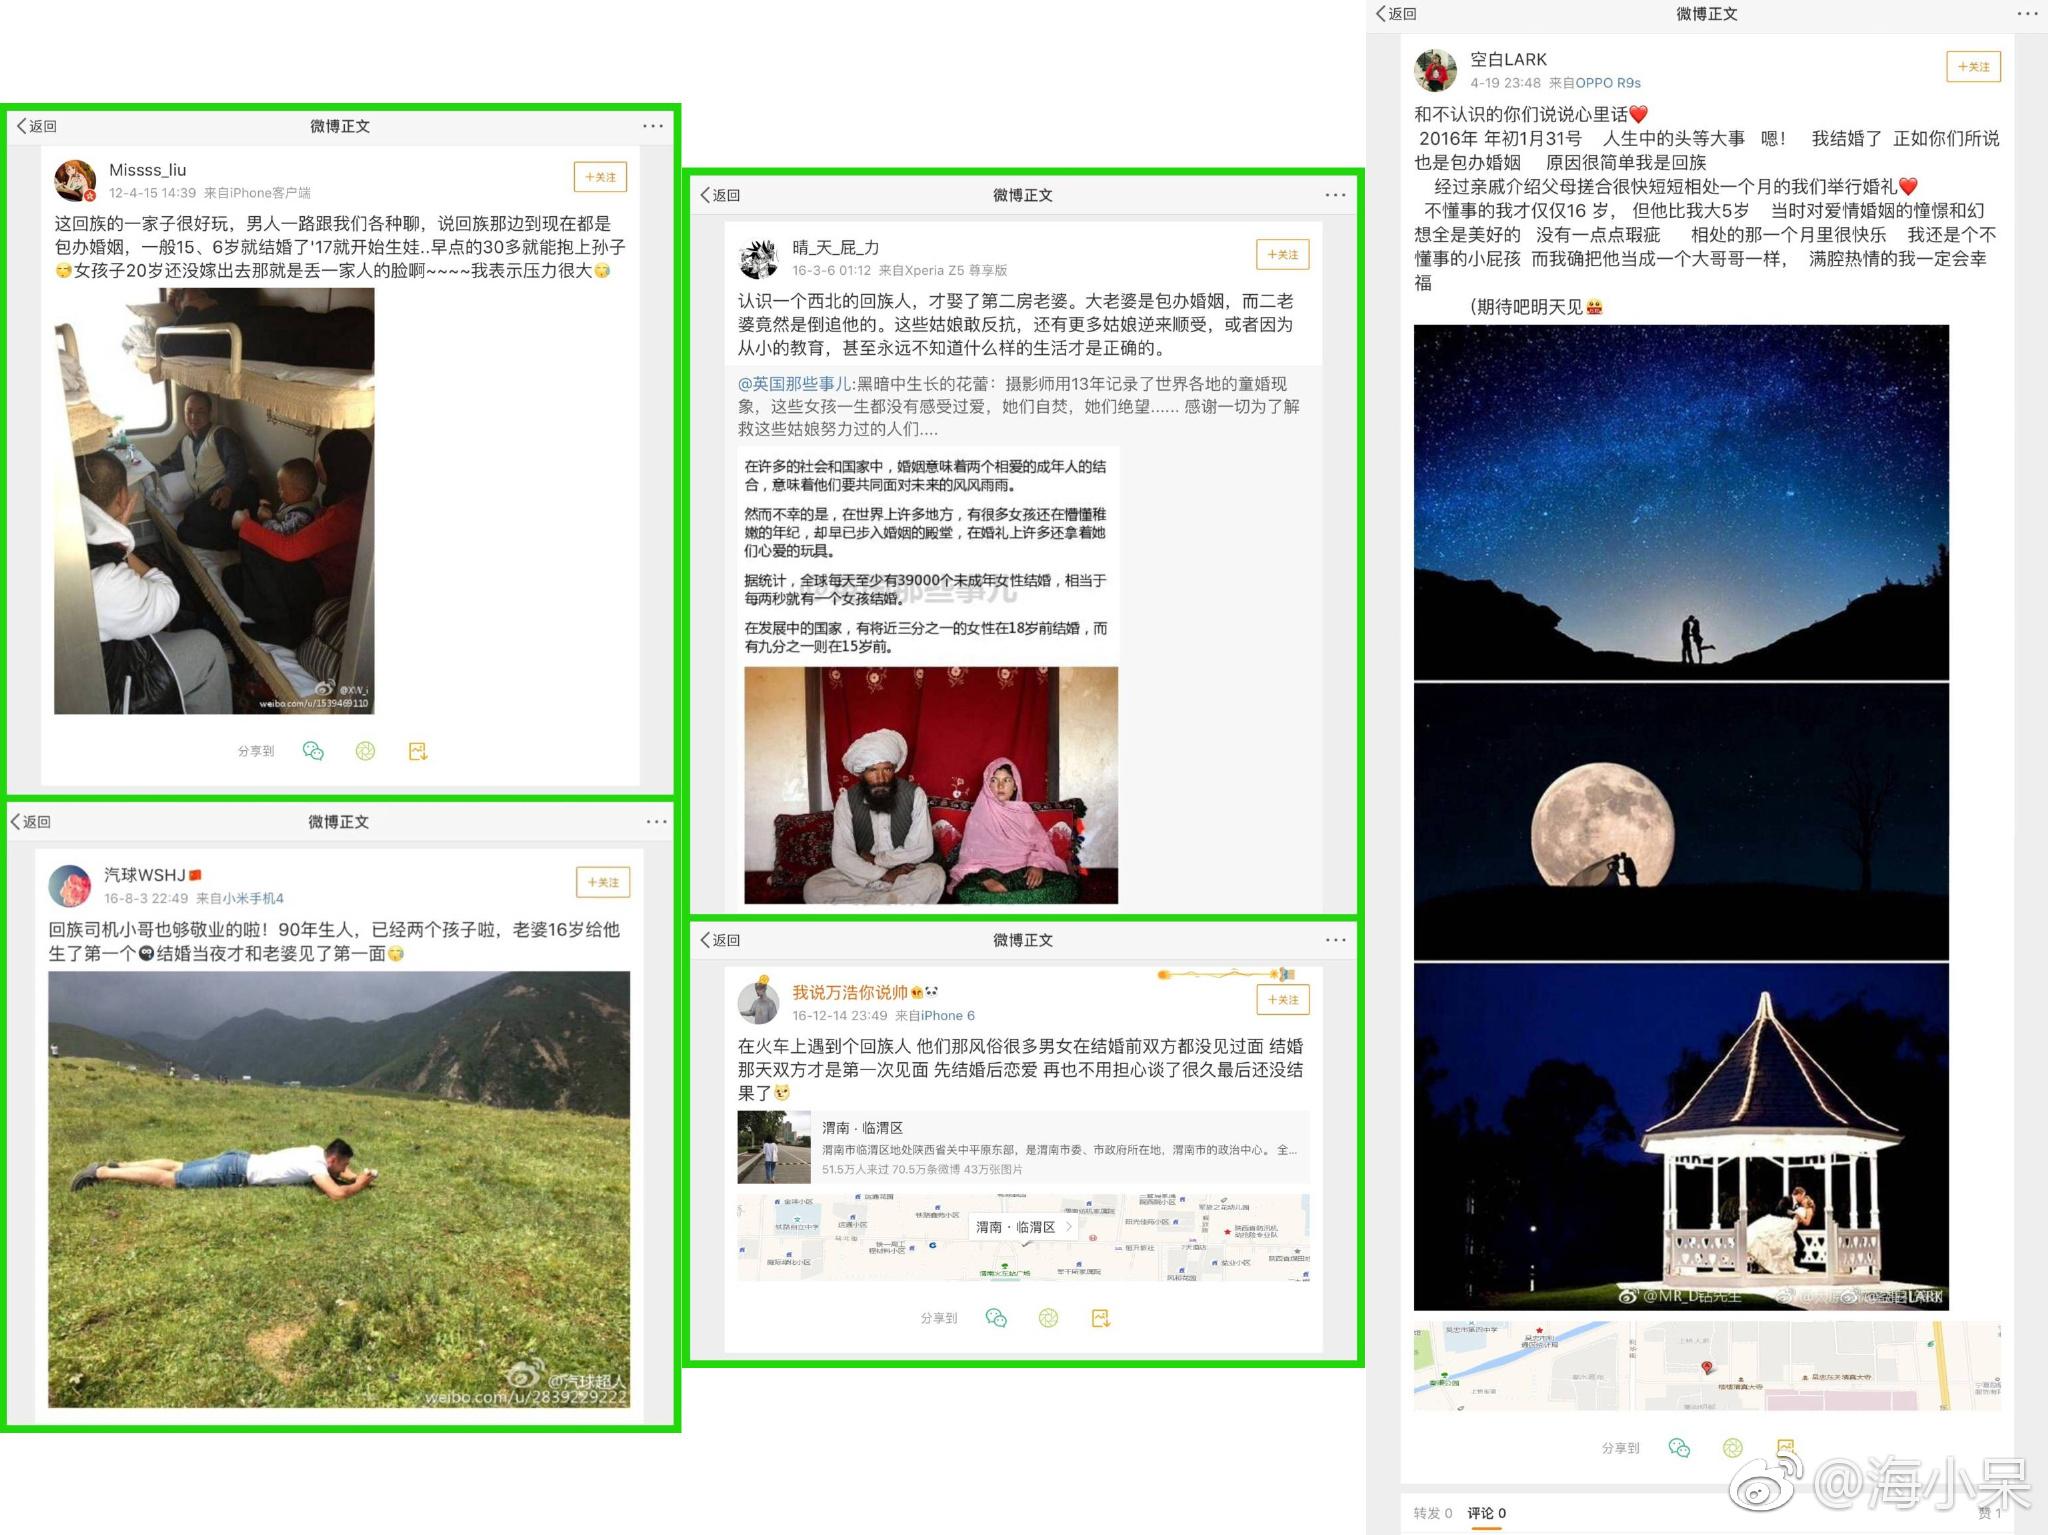 返回
微博正文
Missss_liu
+关注
12-4-15 14:39 来自iPhone客户端
这回族的一家子很好玩，男人一路跟我们各种聊，说回族那边到现在都是
包办婚姻，一般15、6岁就结婚了'17就开始生娃..早点的30多就能抱上孙子
女孩子20岁还没嫁出去那就是丢一家人的脸啊~~~~我表示压力很大
@XW_i
weibo.com/u/1539469110
分享到
返回
微博正文
汽球WSHJ
+关注
16-8-3 22:49 来自小米手机4
回族司机小哥也够敬业的啦！90年生人，已经两个孩子啦，老婆16岁给他
生了第一个结婚当夜才和老婆见了第一面
@汽球超人
weibo.com/u/2839229222
返回
微博正文
晴_天_屁_力
+关注
16-3-6 01:12 来自Xperia Z5 尊享版
认识一个西北的回族人，才娶了第二房老婆。大老婆是包办婚姻，而二老
婆竟然是倒追他的。这些姑娘敢反抗，还有更多姑娘逆来顺受，或者因为
从小的教育，甚至永远不知道什么样的生活才是正确的。
@英国那些事儿:黑暗中生长的花蕾：摄影师用13年记录了世界各地的童婚现
象，这些女孩一生都没有感受过爱，她们自焚，她们绝望...... 感谢一切为了解
救这些姑娘努力过的人们....
在许多的社会和国家中，婚姻意味着两个相爱的成年人的结
合，意味着他们要共同面对未来的风风雨雨。
然而不幸的是，在世界上许多地方，有很多女孩还在懵懂稚
嫩的年纪，却早已步入婚姻的殿堂，在婚礼上许多还拿着她
们心爱的玩具。
据统计，全球每天至少有39000个未成年女性结婚，相当于
每两秒就有一个女孩结婚。
在发展中的国家，有将近三分之一的女性在18岁前结婚，而
有九分之一则在15岁前。
返回
微博正文
我说万浩你说帅
+关注
16-12-14 23:49 来自iPhone 6
在火车上遇到个回族人 他们那风俗很多男女在结婚前双方都没见过面 结婚
那天双方才是第一次见面 先结婚后恋爱 再也不用担心谈了很久最后还没结
果了
渭南 · 临渭区
渭南市临渭区地处陕西省关中平原东部，是渭南市委、市政府所在地，渭南市的政治中心。 全...
51.5万人来过 70.5万条微博 43万张图片
渭南 · 临渭区
分享到
返回
微博正文
空白LARK
+关注
4-19 23:48 来自OPPO R9s
和不认识的你们说说心里话
2016年 年初1月31号 人生中的头等大事 嗯！ 我结婚了 正如你们所说
也是包办婚姻 原因很简单我是回族
经过亲戚介绍父母搓合很快短短相处一个月的我们举行婚礼
不懂事的我才仅仅16 岁， 但他比我大5岁 当时对爱情婚姻的憧憬和幻
想全是美好的 没有一点点瑕疵 相处的那一个月里很快乐 我还是个不
懂事的小屁孩 而我确把他当成一个大哥哥一样， 满腔热情的我一定会幸
福
（期待吧明天见
@MR_D钻先生
分享到
转发 0 评论 0
赞 1
@海小呆